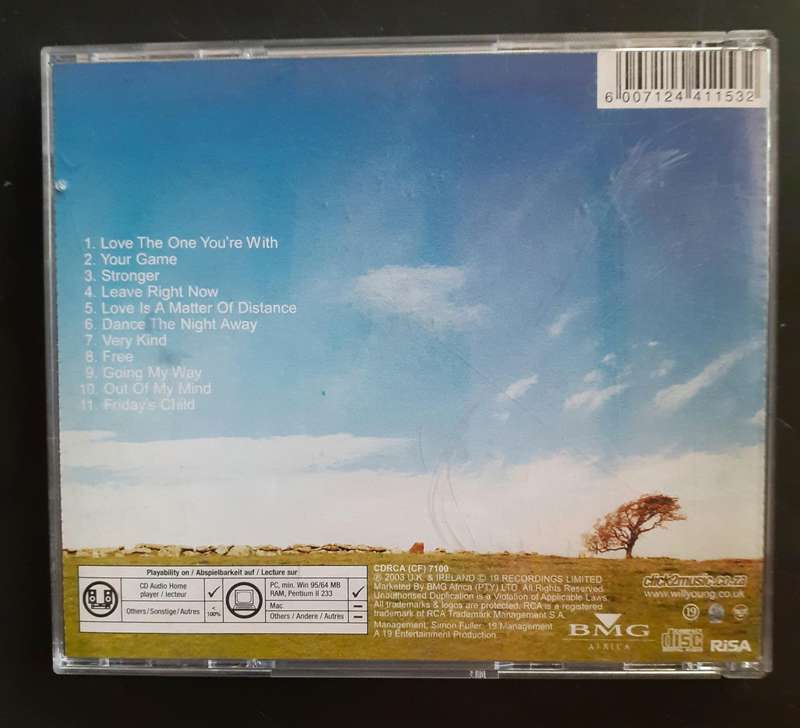 6 007124 411532
1. Love The One You're With
2. Your Game
3. Stronger
4. Leave Right Now
5. Love Is A Matter Of Distance
6. Dance The Night Away
7. Very Kind
8. Free
9. Going My Way
10. Out Of My Mind
11. Friday's Child
Playability on / Abspielbarkeit auf / Lecture sur
CD Audio Home
player / lecteur
✓
Others / Sonstige / Autres
<
100%
PC, min. Win 95/64 MB
RAM, Pentium II 233
✓
Mac
–
Others / Andere / Autres
–
CDRCA (CF) 7100
℗ 2003 U.K. & IRELAND © 19 RECORDINGS LIMITED
Marketed By BMG Africa (PTY) LTD. All Rights Reserved.
Unauthorised Duplication is a Violation of Applicable Laws.
All trademarks & logos are protected. RCA is a registered
trademark of RCA Trademark Management S.A.
Management: Simon Fuller, 19 Management
A 19 Entertainment Production
click2music.co.za
www.willyoung.co.uk
19
BMG
AFRICA
disc
RiSA